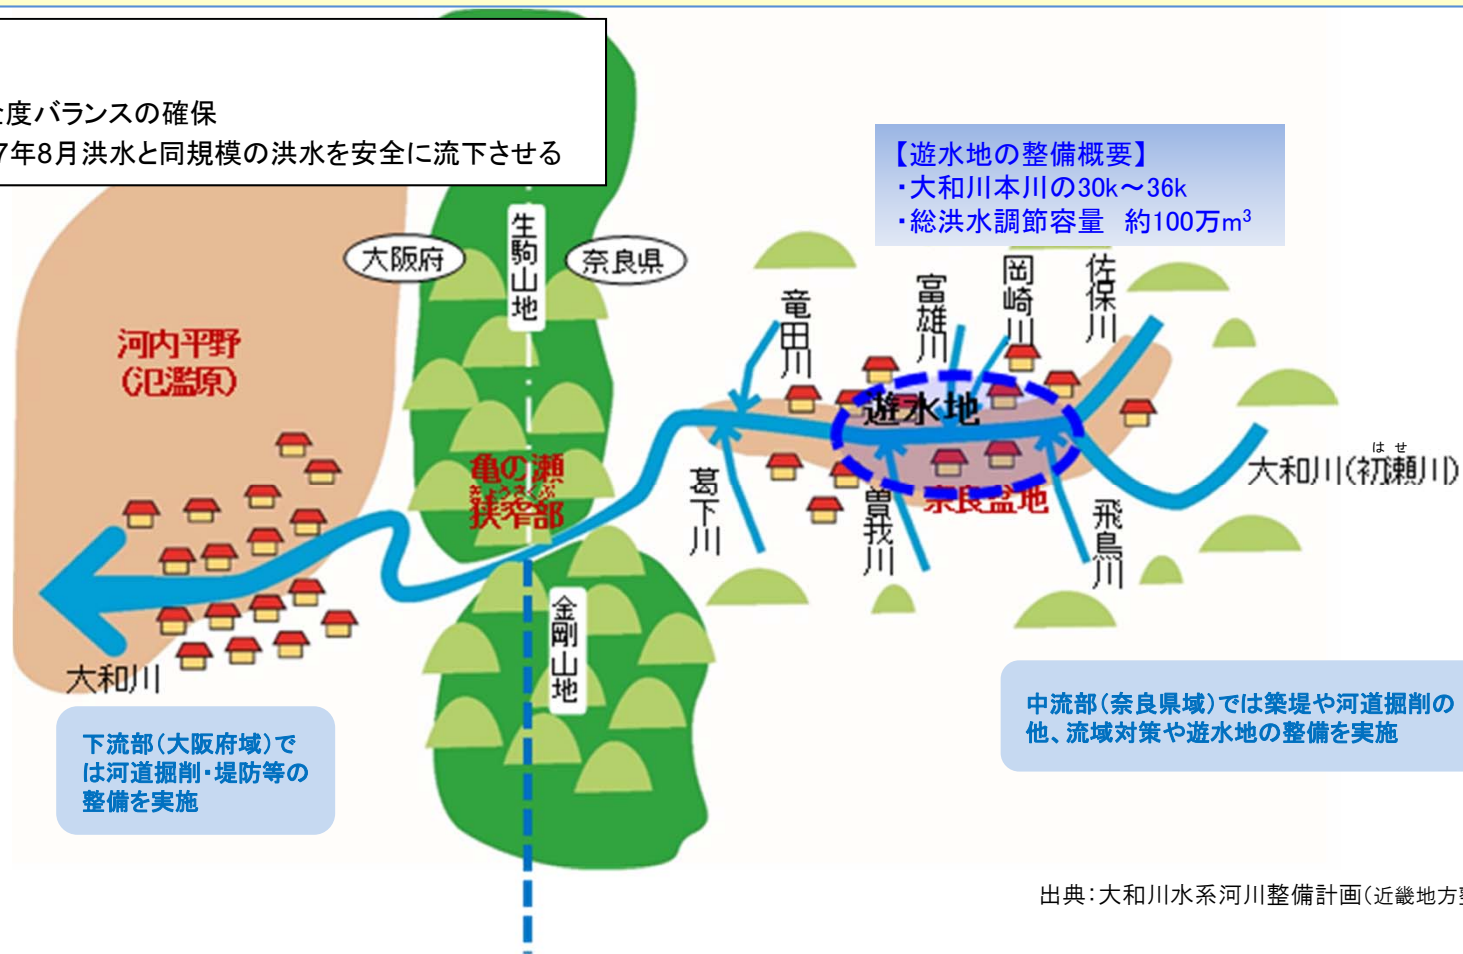 全度バランスの確保
7年8月洪水と同規模の洪水を安全に流下させる
【遊水地の整備概要】
・大和川本川の30k～36k
・総洪水調節容量 約100万m³
大阪府
生駒山地
奈良県
竜田川
富雄川
岡崎川
佐保川
河内平野
(氾濫原)
遊水地
亀の瀬
きょうさくぶ
狭窄部
葛下川
曽我川
奈良盆地
飛鳥川
はせ
大和川(初瀬川)
金剛山地
大和川
下流部(大阪府域)で
は河道掘削・堤防等の
整備を実施
中流部(奈良県域)では築堤や河道掘削の
他、流域対策や遊水地の整備を実施
出典:大和川水系河川整備計画(近畿地方